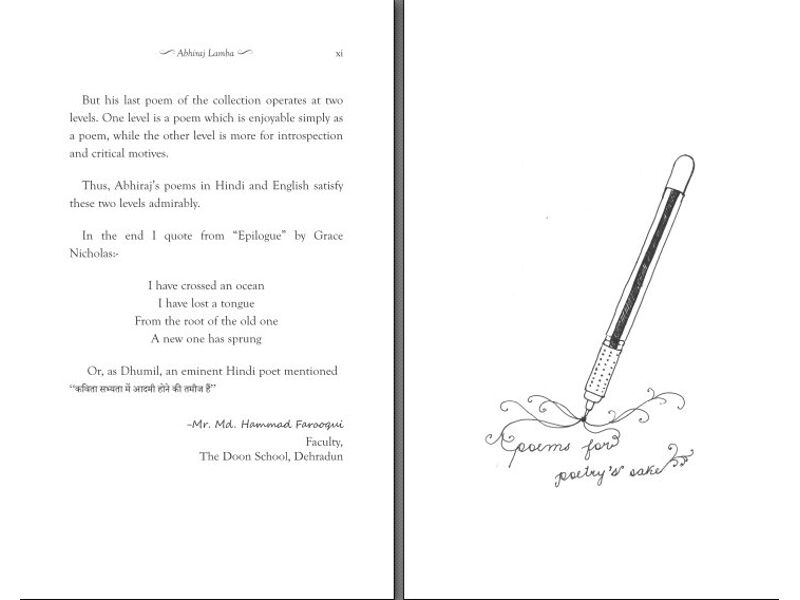 Abhiraj Lamba xi
But his last poem of the collection operates at two
levels. One level is a poem which is enjoyable simply as
a poem, while the other level is more for introspection
and critical motives.
Thus, Abhiraj's poems in Hindi and English satisfy
these two levels admirably.
In the end I quote from “Epilogue” by Grace
Nicholas:-
I have crossed an ocean
I have lost a tongue
From the root of the old one
A new one has sprung
Or, as Dhumil, an eminent Hindi poet mentioned
“कविता सभ्यता में आदमी होने की तमीज हैं”
-Mr. Md. Hammad Farooqui
Faculty,
The Doon School, Dehradun
poems for
poetry's sake